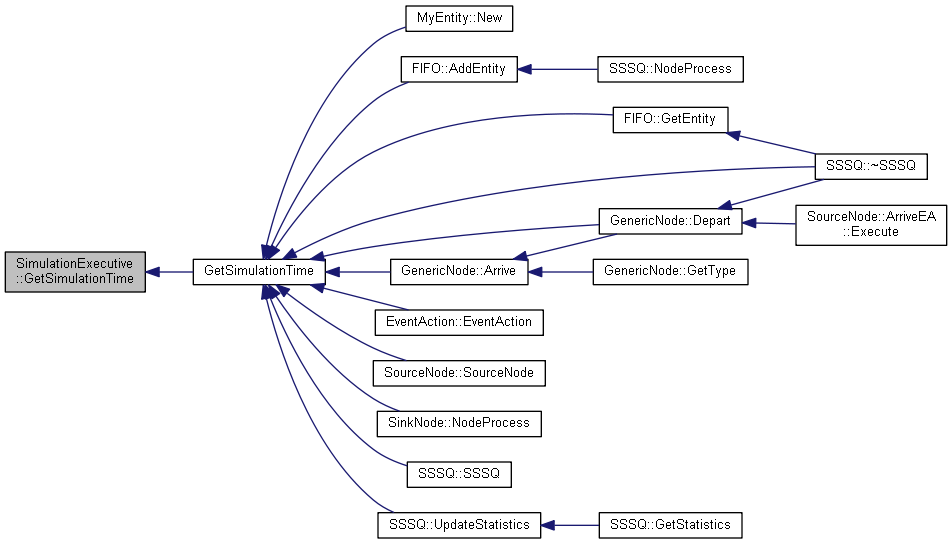 MyEntity::New
FIFO::AddEntity
SSSQ::NodeProcess
FIFO::GetEntity
SSSQ::~SSSQ
GenericNode::Depart
SourceNode::ArriveEA
::Execute
SimulationExecutive
::GetSimulationTime
GetSimulationTime
GenericNode::Arrive
GenericNode::GetType
EventAction::EventAction
SourceNode::SourceNode
SinkNode::NodeProcess
SSSQ::SSSQ
SSSQ::UpdateStatistics
SSSQ::GetStatistics